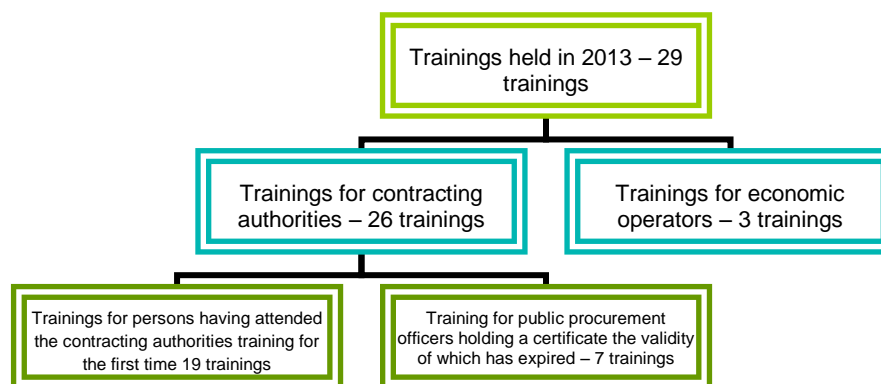 Trainings held in 2013 – 29
trainings
Trainings for contracting
authorities – 26 trainings
Trainings for economic
operators – 3 trainings
Trainings for persons having attended
the contracting authorities training for
the first time 19 trainings
Training for public procurement
officers holding a certificate the validity
of which has expired – 7 trainings